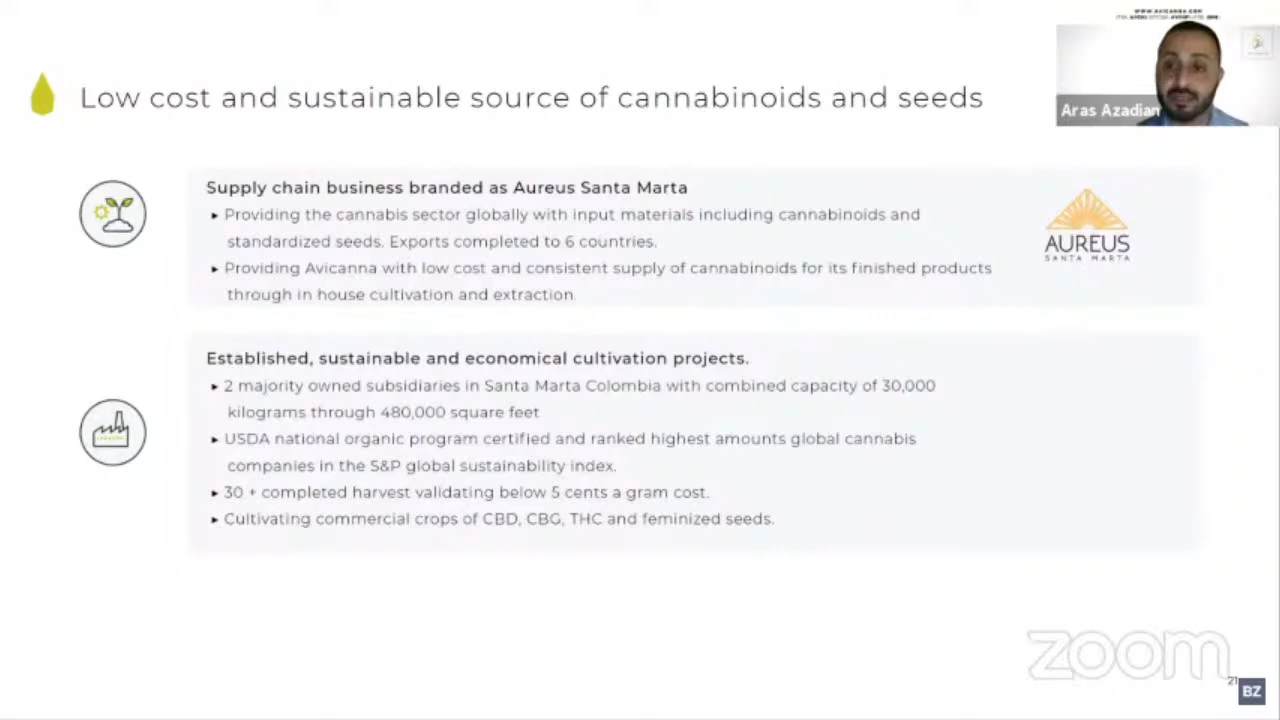 WWW.AVICANNA.COM
Low cost and sustainable source of cannabinoids and seeds
Aras Azadian
Supply chain business branded as Aureus Santa Marta
▸ Providing the cannabis sector globally with input materials including cannabinoids and
standardized seeds. Exports completed to 6 countries.
▸ Providing Avicanna with low cost and consistent supply of cannabinoids for its finished products
through in house cultivation and extraction
AUREUS
SANTA MARTA
Established, sustainable and economical cultivation projects.
▸ 2 majority owned subsidiaries in Santa Marta Colombia with combined capacity of 30,000
kilograms through 480,000 square feet
▸ USDA national organic program certified and ranked highest amounts global cannabis
companies in the S&P global sustainability index.
▸ 30 + completed harvest validating below 5 cents a gram cost.
▸ Cultivating commercial crops of CBD, CBG, THC and feminized seeds.
zoom
21
BZ